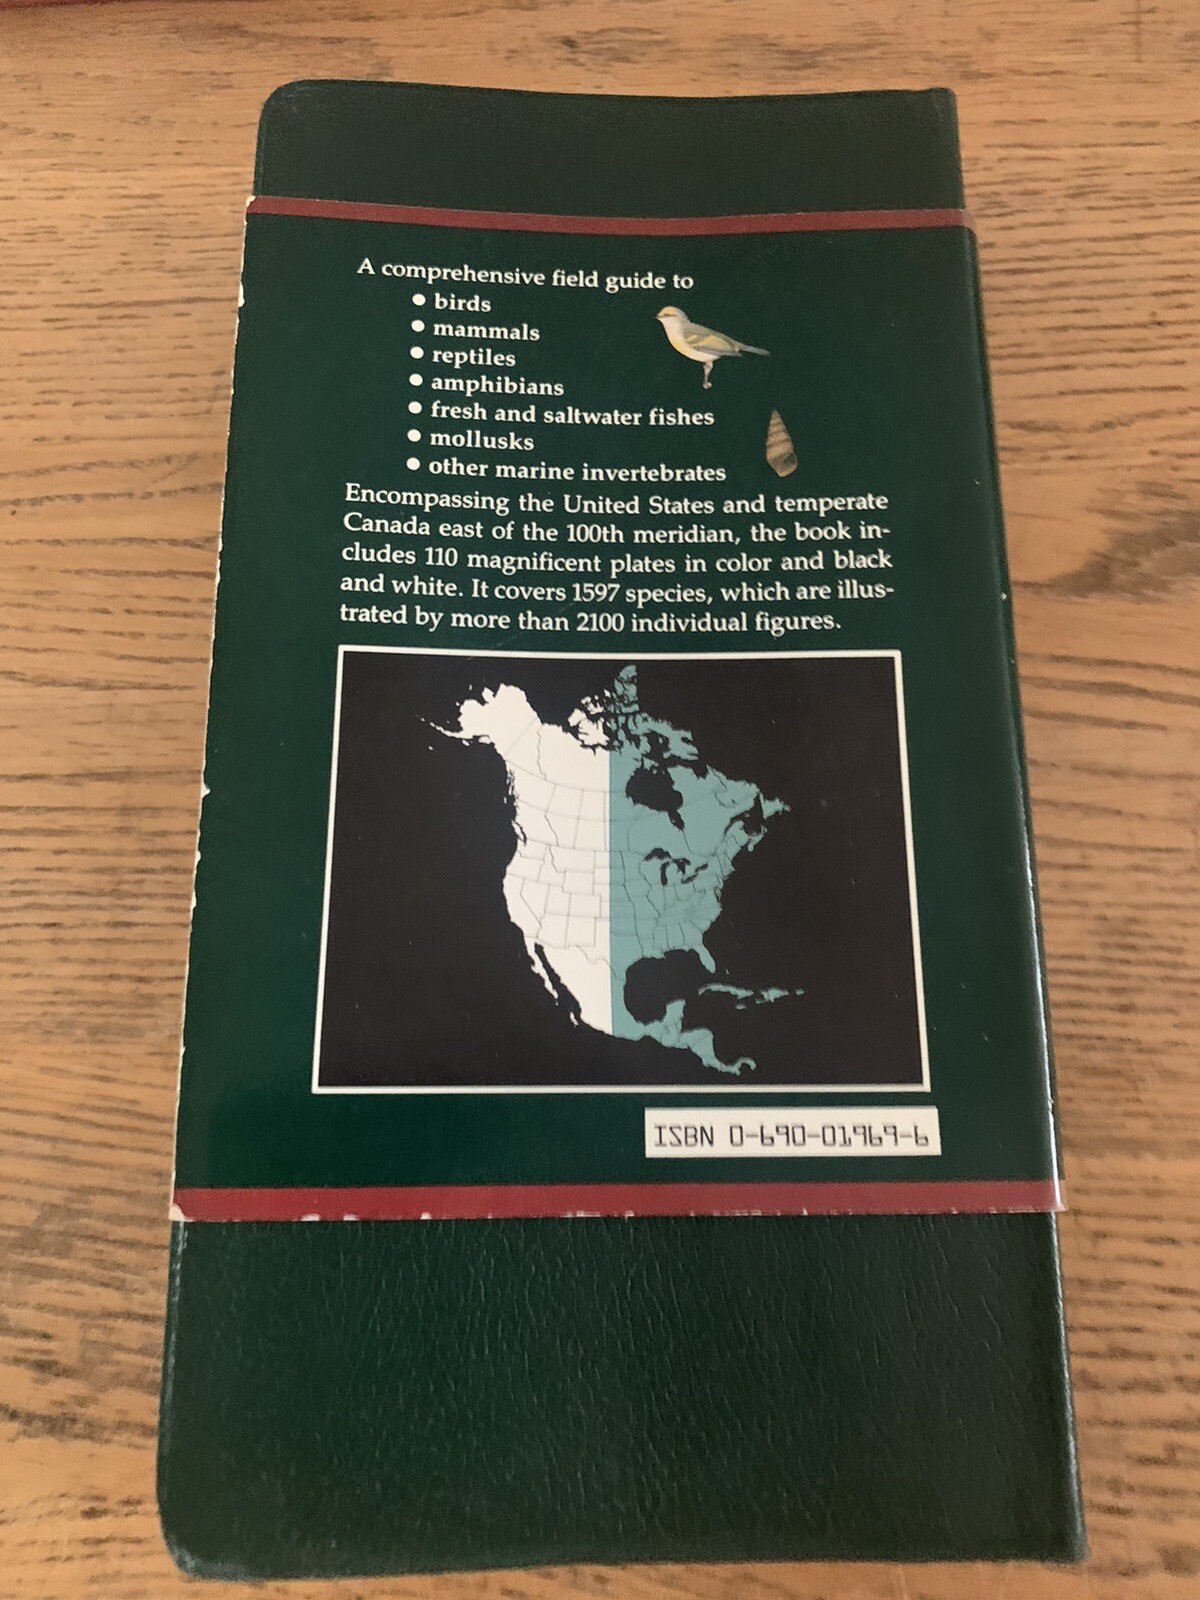 A comprehensive field guide to
• birds
• mammals
• reptiles
• amphibians
• fresh and saltwater fishes
• mollusks
• other marine invertebrates
Encompassing the United States and temperate
Canada east of the 100th meridian, the book in-
cludes 110 magnificent plates in color and black
and white. It covers 1597 species, which are illus-
trated by more than 2100 individual figures.
ISBN 0-690-01969-6